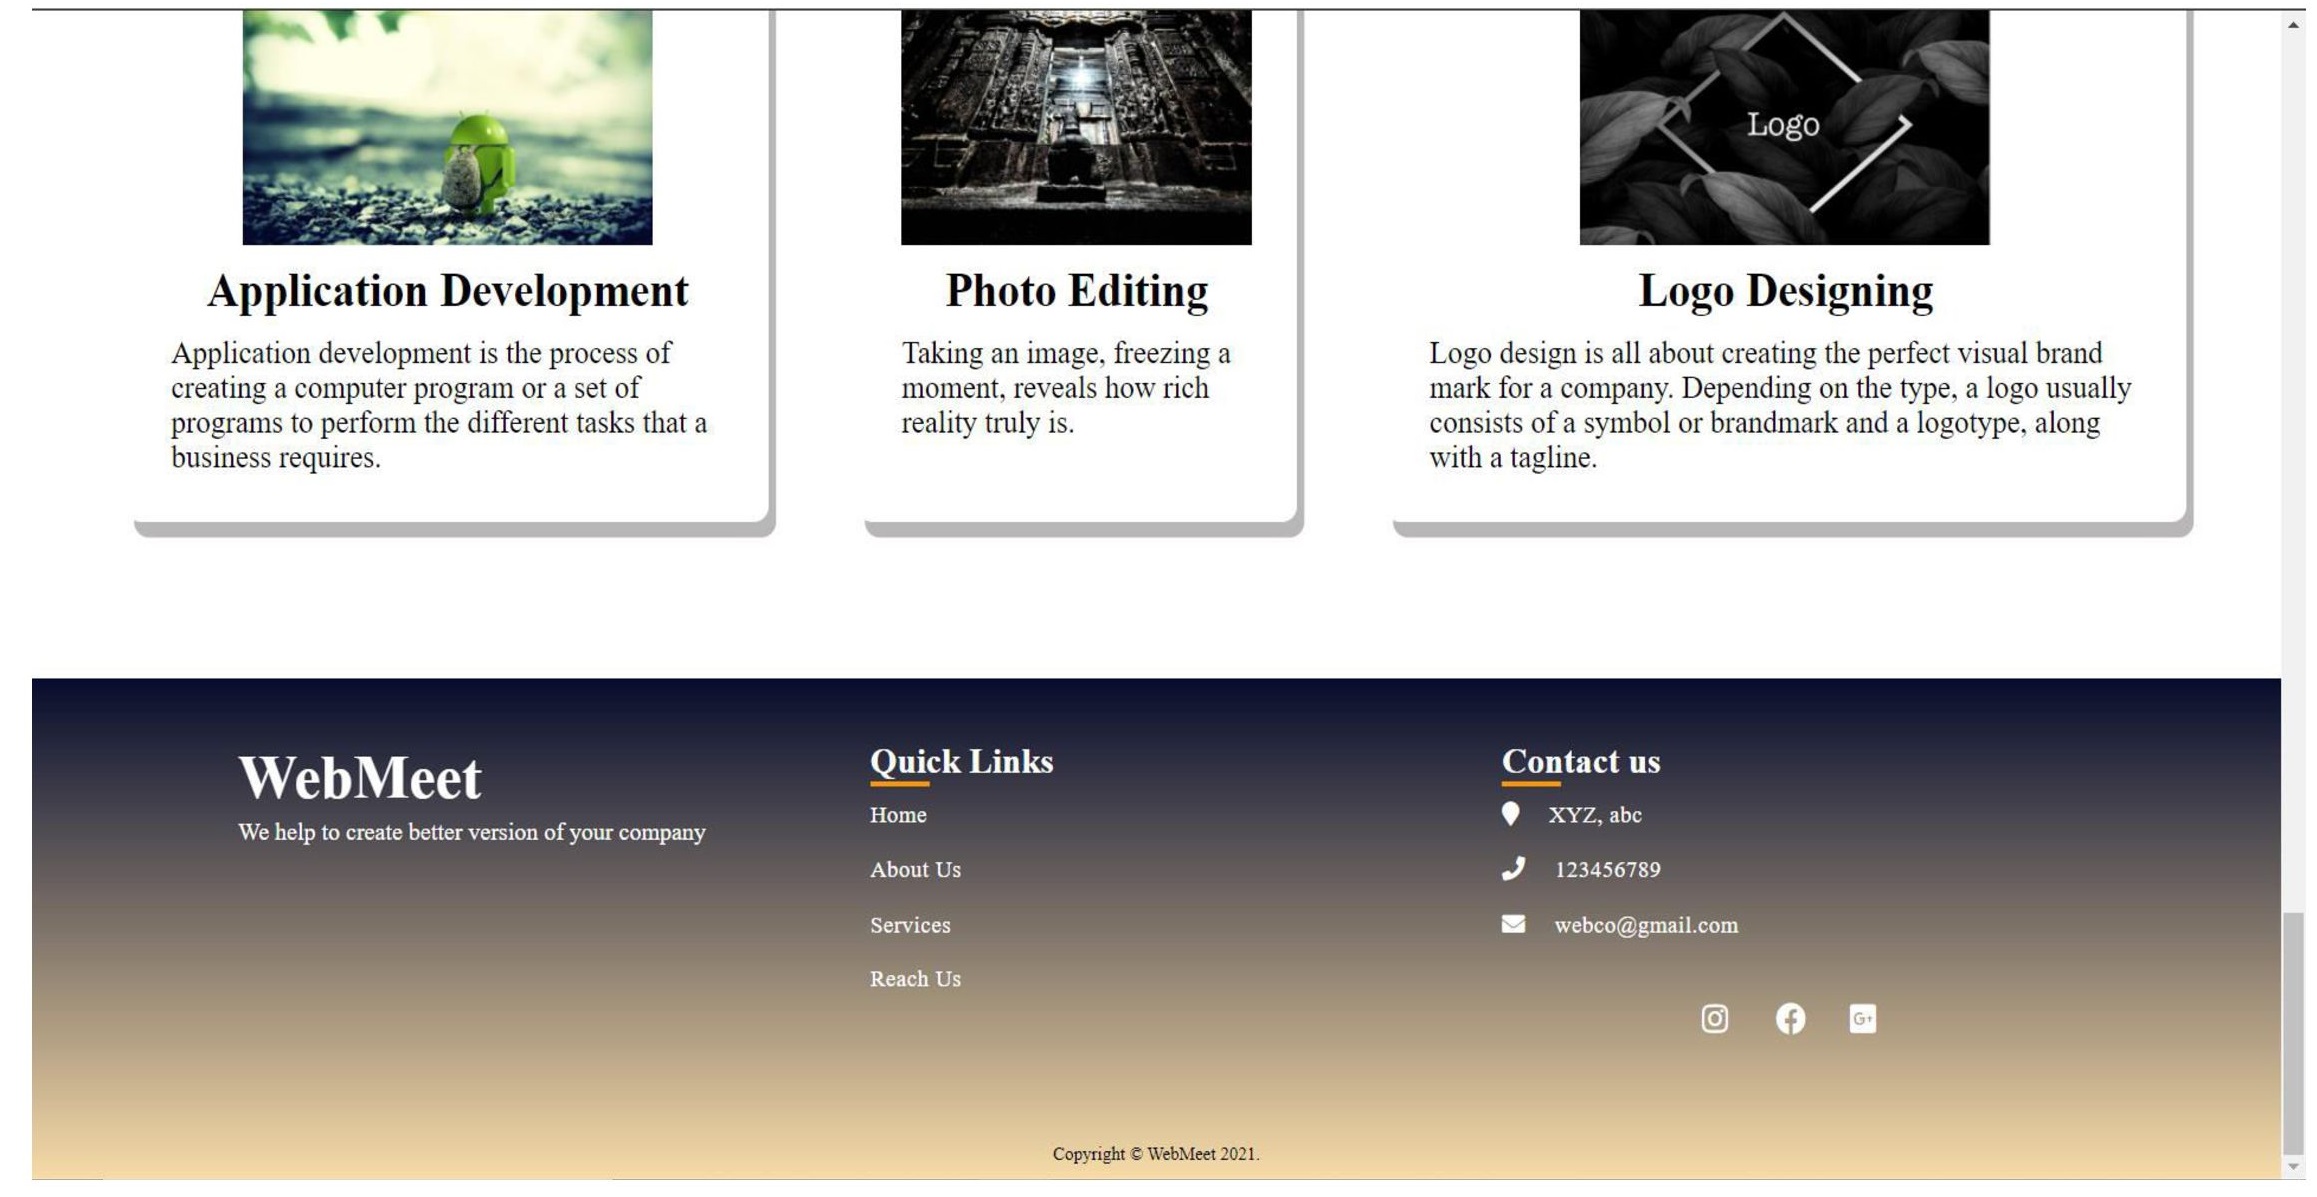 Logo
Application Development
Application development is the process of
creating a computer program or a set of
programs to perform the different tasks that a
business requires.
Photo Editing
Taking an image, freezing a
moment, reveals how rich
reality truly is.
Logo Designing
Logo design is all about creating the perfect visual brand
mark for a company. Depending on the type, a logo usually
consists of a symbol or brandmark and a logotype, along
with a tagline.
WebMeet
We help to create better version of your company
Quick Links
Home
About Us
Services
Reach Us
Contact us
XYZ, abc
123456789
webco@gmail.com
G+
Copyright © WebMeet 2021.